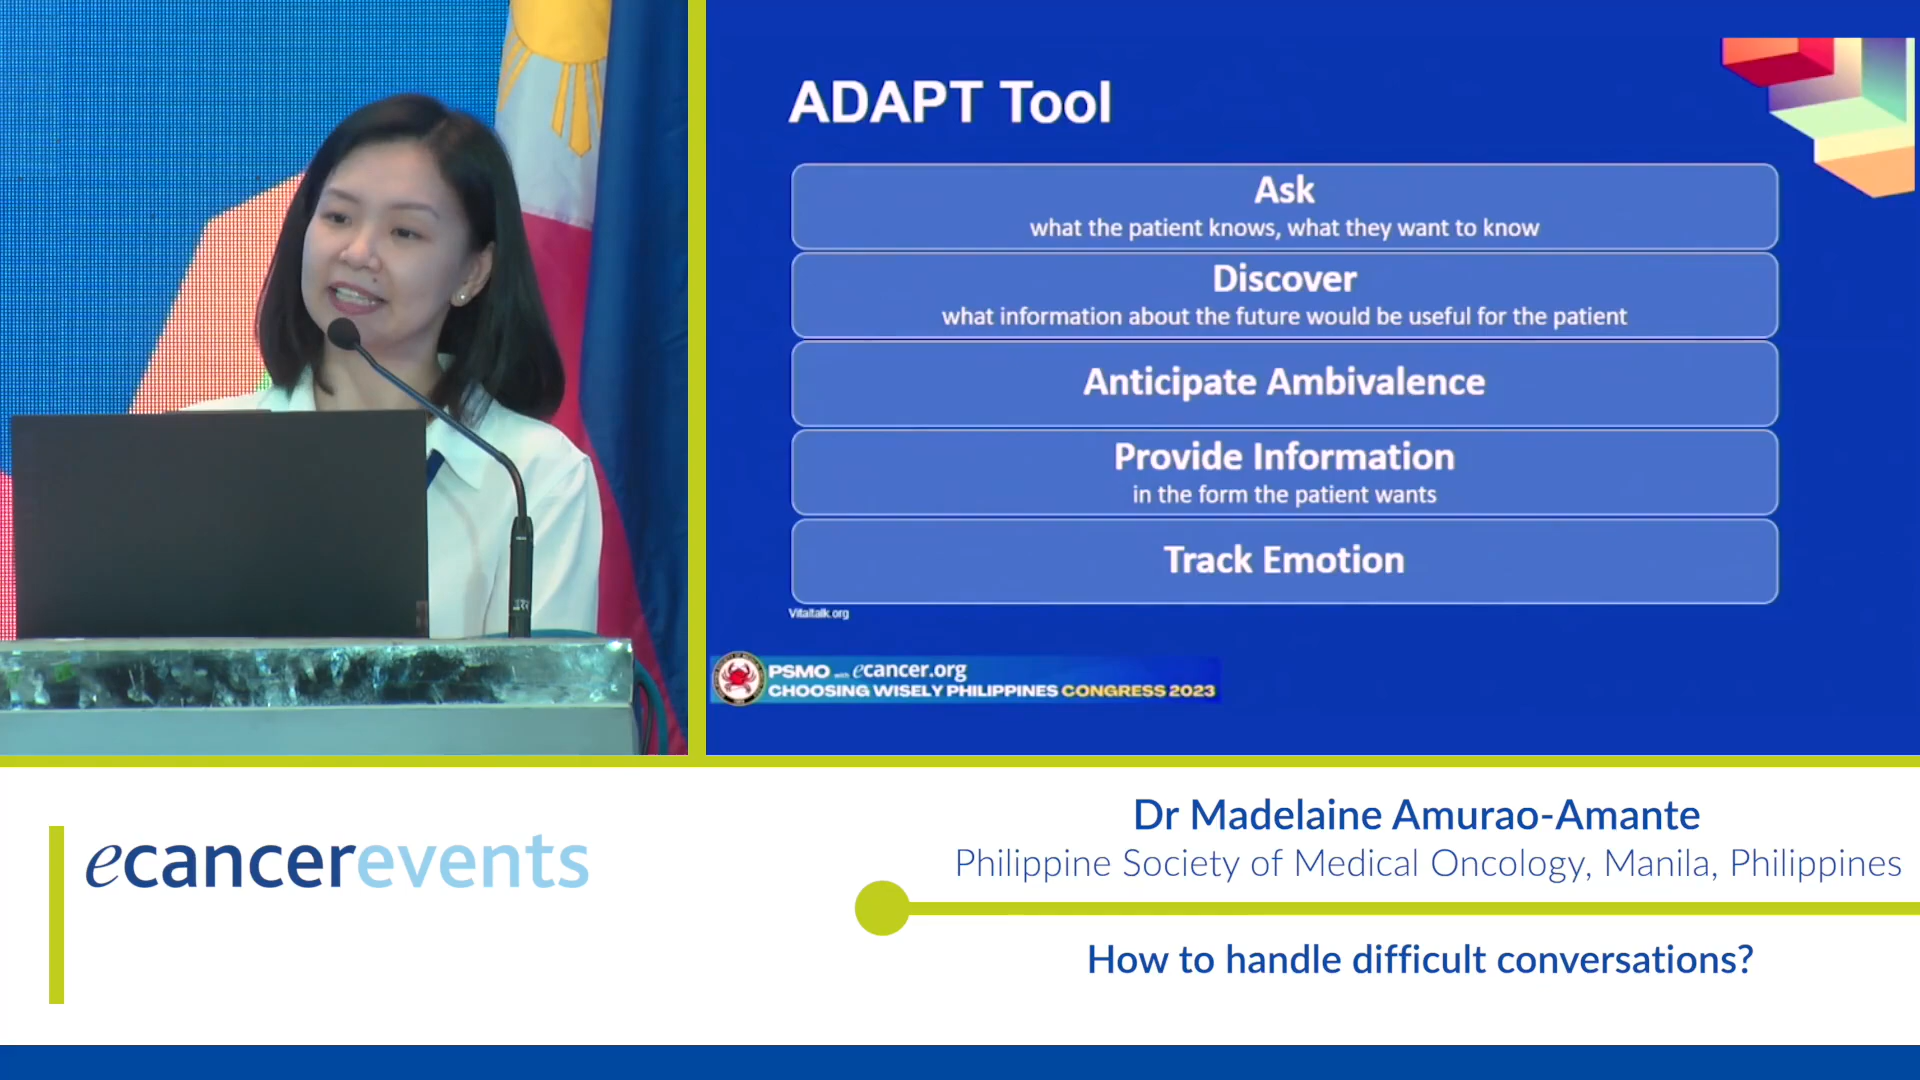 ADAPT Tool
Ask
what the patient knows, what they want to know
Discover
what information about the future would be useful for the patient
Anticipate Ambivalence
Provide Information
in the form the patient wants
Track Emotion
Vitaltalk.org
PSMO with ecancer.org
CHOOSING WISELY PHILIPPINES CONGRESS 2023
ecancerevents
Dr Madelaine Amurao-Amante
Philippine Society of Medical Oncology, Manila, Philippines
How to handle difficult conversations?